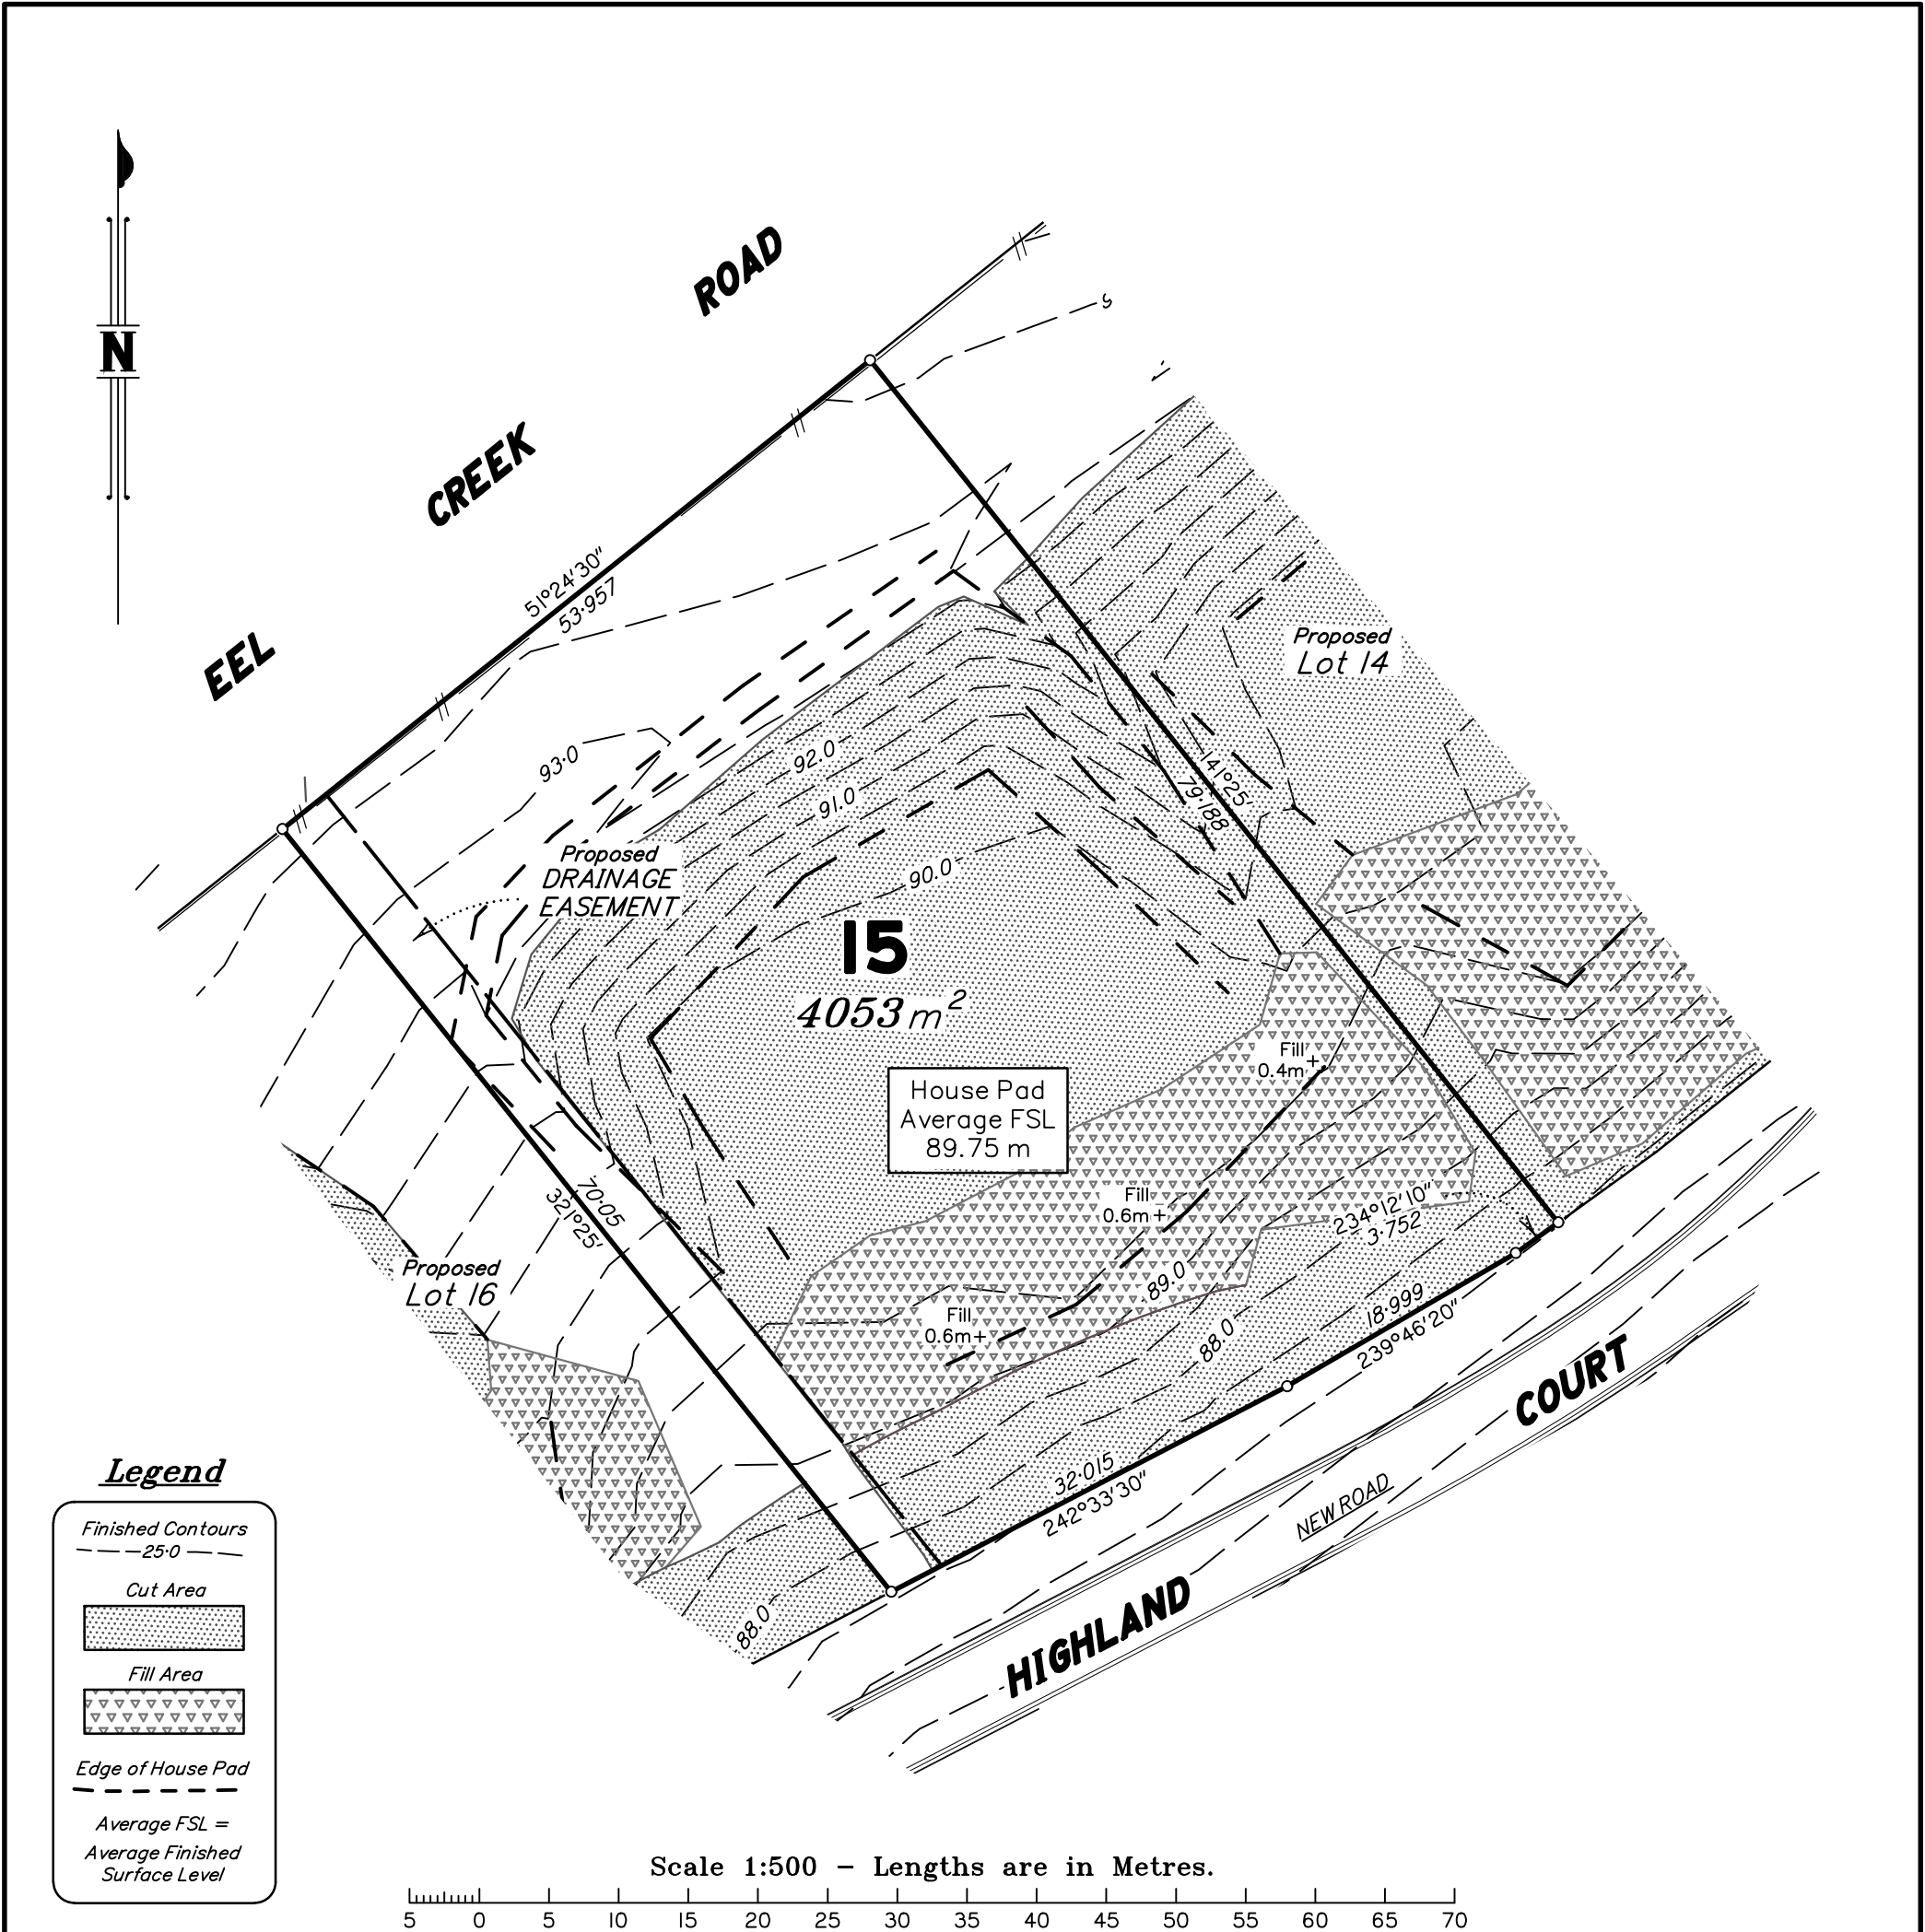 N
EEL CREEK ROAD
51°24'30"
53·957
93·0
92.0
91.0
90.0
Proposed
DRAINAGE
EASEMENT
15
4053 m²
House Pad
Average FSL
89.75 m
Proposed
Lot 14
141°25'
79·188
Fill
0.4m+
Fill
0.6m+
Fill
0.6m+
70·05
321°25'
Proposed
Lot 16
234°12'10"
3·752
89.0
88.0
18·999
239°46'20"
32·015
242°33'30"
88.0
NEW ROAD
HIGHLAND COURT
Legend
Finished Contours
25·0
Cut Area
Fill Area
Edge of House Pad
Average FSL =
Average Finished
Surface Level
Scale 1:500 – Lengths are in Metres.
5 0 5 10 15 20 25 30 35 40 45 50 55 60 65 70